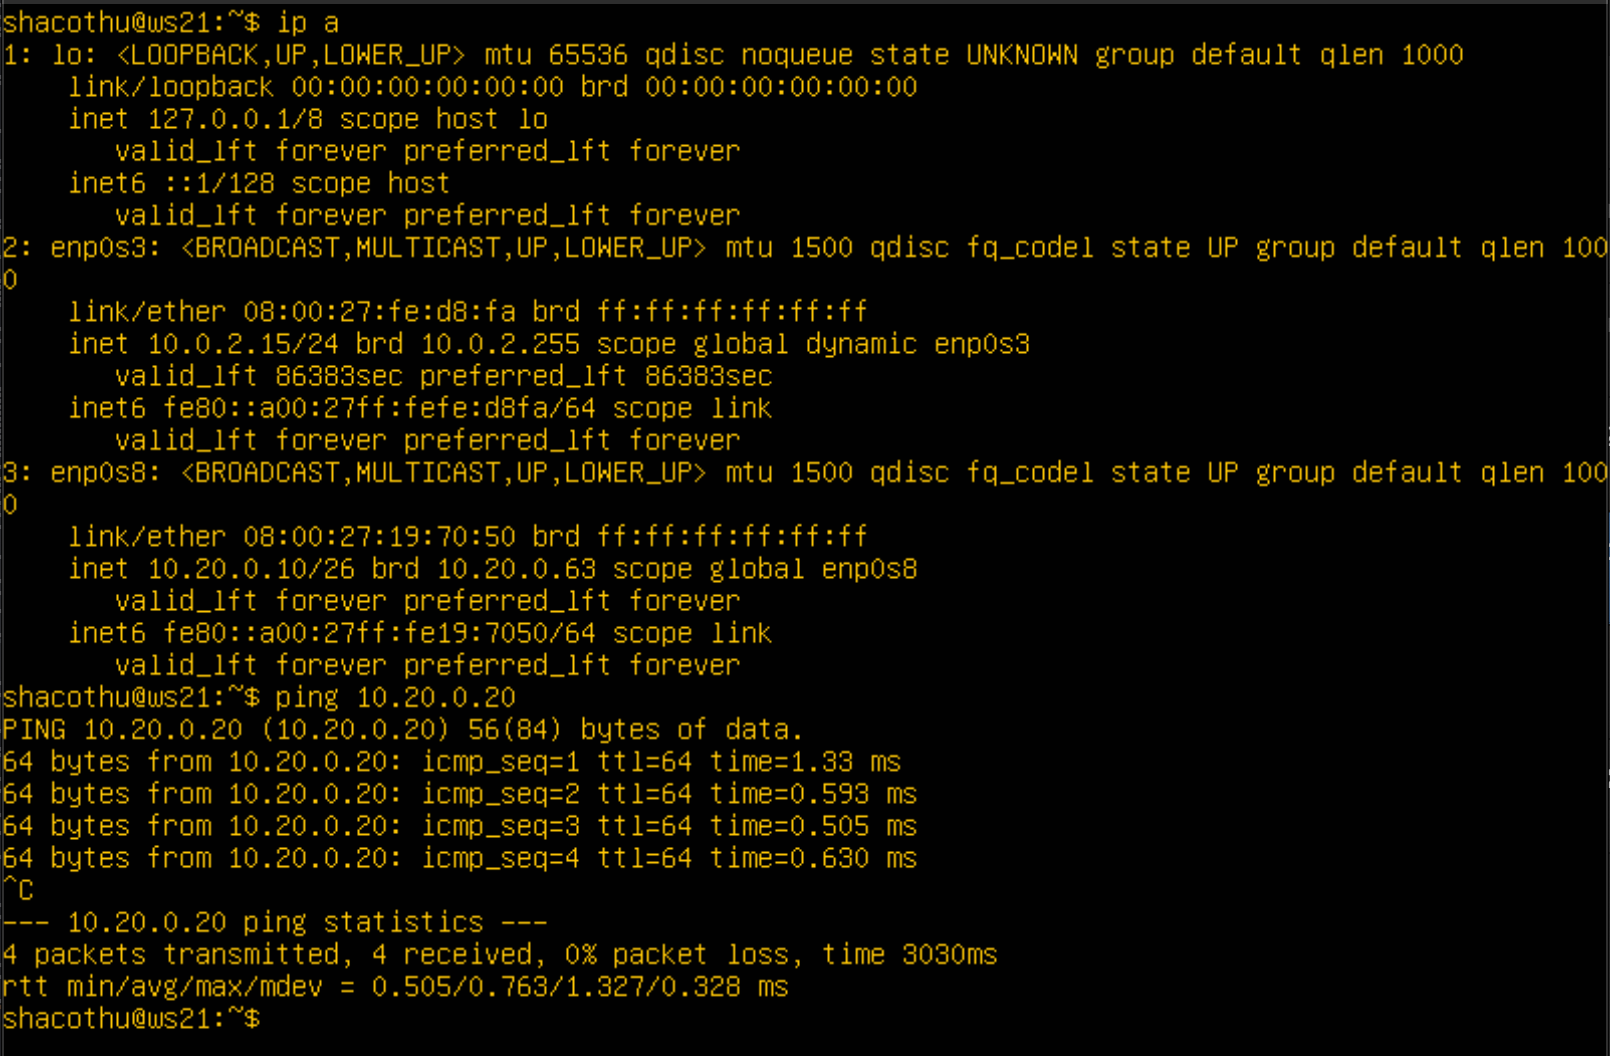 shacothu@ws21:~$ ip a
1: lo: <LOOPBACK,UP,LOWER_UP> mtu 65536 qdisc noqueue state UNKNOWN group default qlen 1000
    link/loopback 00:00:00:00:00:00 brd 00:00:00:00:00:00
    inet 127.0.0.1/8 scope host lo
       valid_lft forever preferred_lft forever
    inet6 ::1/128 scope host
       valid_lft forever preferred_lft forever
2: enp0s3: <BROADCAST,MULTICAST,UP,LOWER_UP> mtu 1500 qdisc fq_codel state UP group default qlen 100
0
    link/ether 08:00:27:fe:d8:fa brd ff:ff:ff:ff:ff:ff
    inet 10.0.2.15/24 brd 10.0.2.255 scope global dynamic enp0s3
       valid_lft 86383sec preferred_lft 86383sec
    inet6 fe80::a00:27ff:fefe:d8fa/64 scope link
       valid_lft forever preferred_lft forever
3: enp0s8: <BROADCAST,MULTICAST,UP,LOWER_UP> mtu 1500 qdisc fq_codel state UP group default qlen 100
0
    link/ether 08:00:27:19:70:50 brd ff:ff:ff:ff:ff:ff
    inet 10.20.0.10/26 brd 10.20.0.63 scope global enp0s8
       valid_lft forever preferred_lft forever
    inet6 fe80::a00:27ff:fe19:7050/64 scope link
       valid_lft forever preferred_lft forever
shacothu@ws21:~$ ping 10.20.0.20
PING 10.20.0.20 (10.20.0.20) 56(84) bytes of data.
64 bytes from 10.20.0.20: icmp_seq=1 ttl=64 time=1.33 ms
64 bytes from 10.20.0.20: icmp_seq=2 ttl=64 time=0.593 ms
64 bytes from 10.20.0.20: icmp_seq=3 ttl=64 time=0.505 ms
64 bytes from 10.20.0.20: icmp_seq=4 ttl=64 time=0.630 ms
^C
--- 10.20.0.20 ping statistics ---
4 packets transmitted, 4 received, 0% packet loss, time 3030ms
rtt min/avg/max/mdev = 0.505/0.763/1.327/0.328 ms
shacothu@ws21:~$